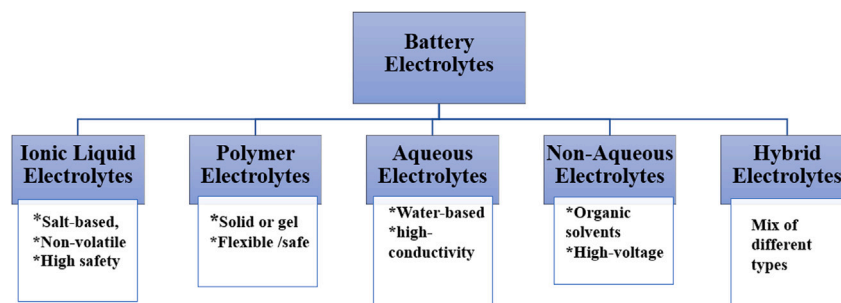 Battery
Electrolytes
Ionic Liquid
Electrolytes
*Salt-based,
*Non-volatile
*High safety
Polymer
Electrolytes
*Solid or gel
*Flexible /safe
Aqueous
Electrolytes
*Water-based
*high-
conductivity
Non-Aqueous
Electrolytes
*Organic
solvents
*High-voltage
Hybrid
Electrolytes
Mix of
different
types